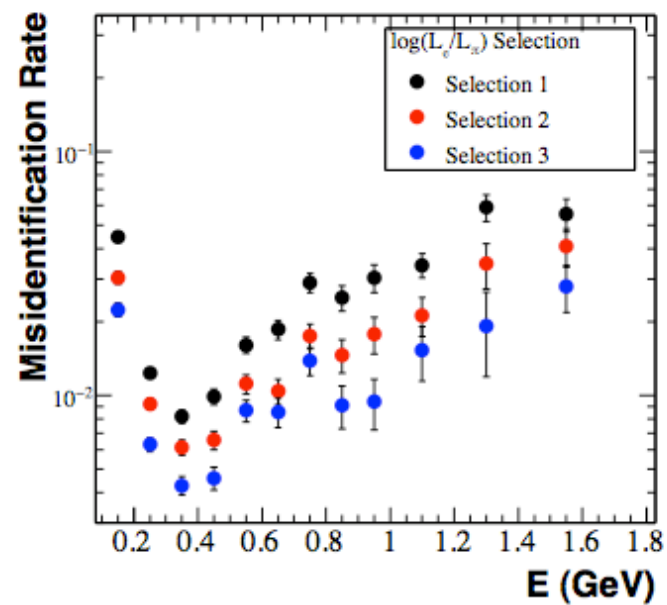 Misidentification Rate
log(L_e/L_π) Selection
Selection 1
Selection 2
Selection 3
10⁻¹
10⁻²
0.2 0.4 0.6 0.8 1 1.2 1.4 1.6 1.8
E (GeV)